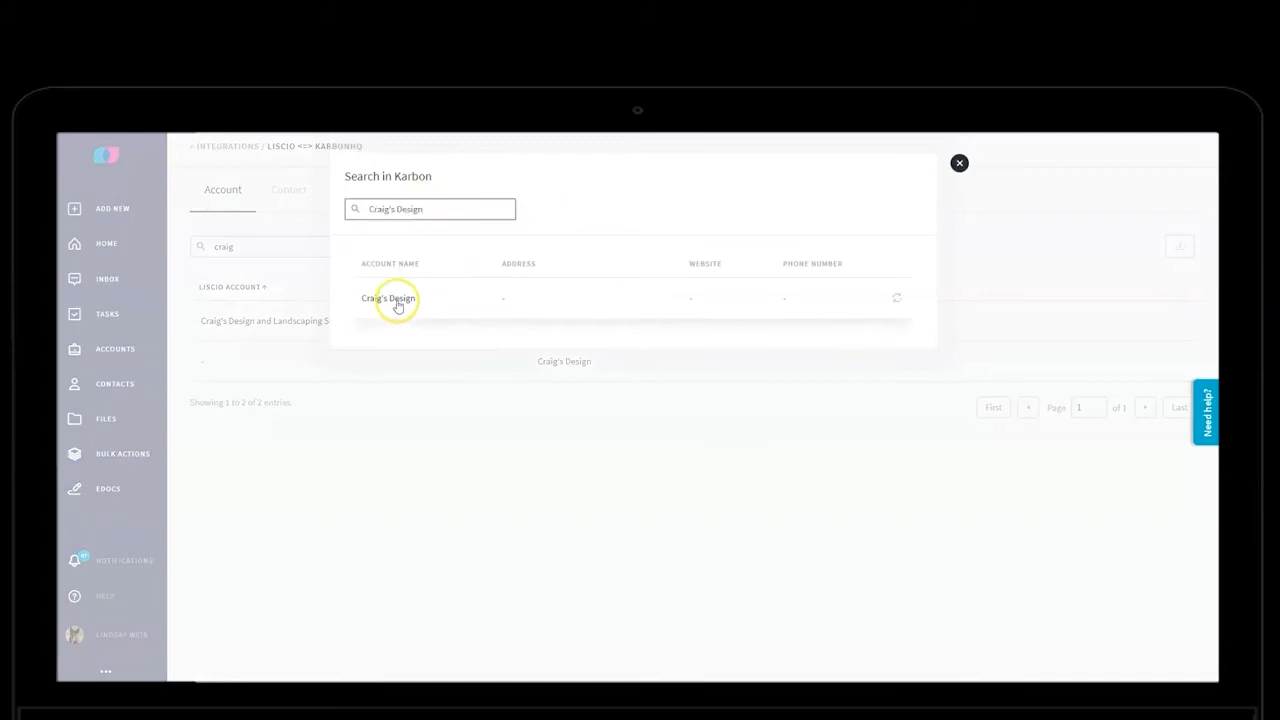 < INTEGRATIONS / LISCIO <=> KARBONHQ
Account Contact
craig
LISCIO ACCOUNT
Craig's Design and Landscaping S
-
Craig's Design
Showing 1 to 2 of 2 entries.
First
Page 1 of 1
Last
Search in Karbon
Craig's Design
ACCOUNT NAME ADDRESS WEBSITE PHONE NUMBER
Craig's Design - - -
ADD NEW
HOME
INBOX
TASKS
ACCOUNTS
CONTACTS
FILES
BULK ACTIONS
EDOCS
NOTIFICATIONS
HELP
LINDSAY WEIS
...
Need help?